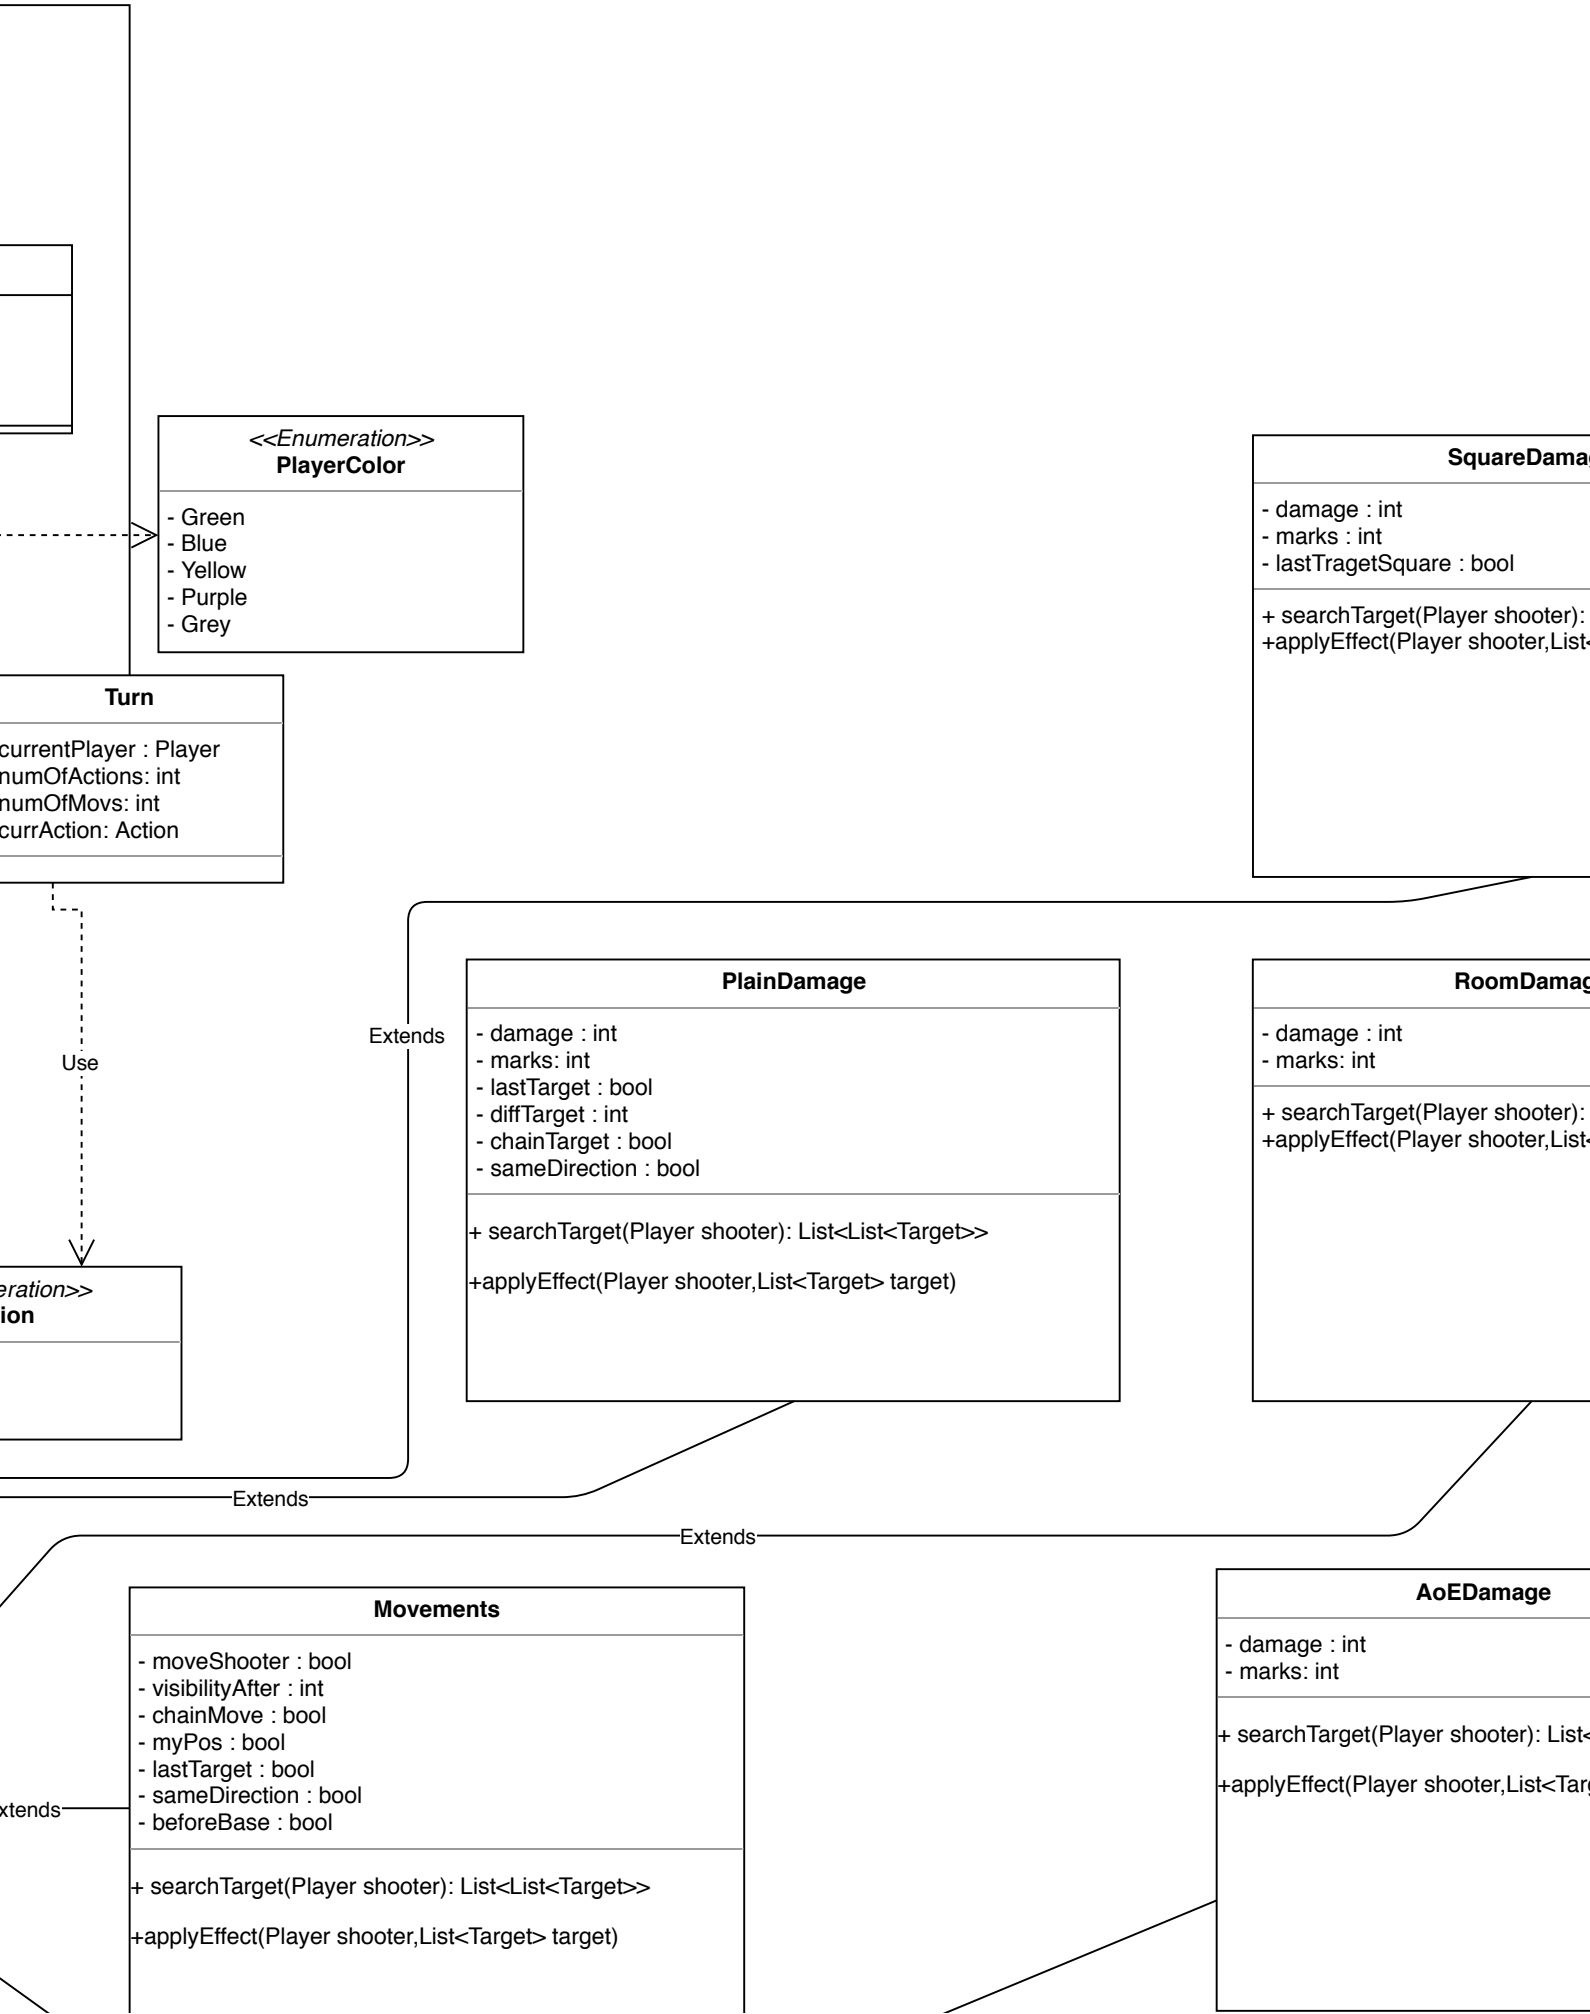 <<Enumeration>>
PlayerColor
- Green
- Blue
- Yellow
- Purple
- Grey
Turn
currentPlayer : Player
numOfActions: int
numOfMovs: int
currAction: Action
Use
SquareDama
- damage : int
- marks : int
- lastTragetSquare : bool
+ searchTarget(Player shooter):
+applyEffect(Player shooter,List<
Extends
PlainDamage
- damage : int
- marks: int
- lastTarget : bool
- diffTarget : int
- chainTarget : bool
- sameDirection : bool
+ searchTarget(Player shooter): List<List<Target>>
+applyEffect(Player shooter,List<Target> target)
RoomDamag
- damage : int
- marks: int
+ searchTarget(Player shooter):
+applyEffect(Player shooter,List<
eration>>
ion
Extends
Extends
Movements
- moveShooter : bool
- visibilityAfter : int
- chainMove : bool
- myPos : bool
- lastTarget : bool
- sameDirection : bool
- beforeBase : bool
+ searchTarget(Player shooter): List<List<Target>>
+applyEffect(Player shooter,List<Target> target)
xtends
AoEDamage
- damage : int
- marks: int
+ searchTarget(Player shooter): List<
+applyEffect(Player shooter,List<Tar